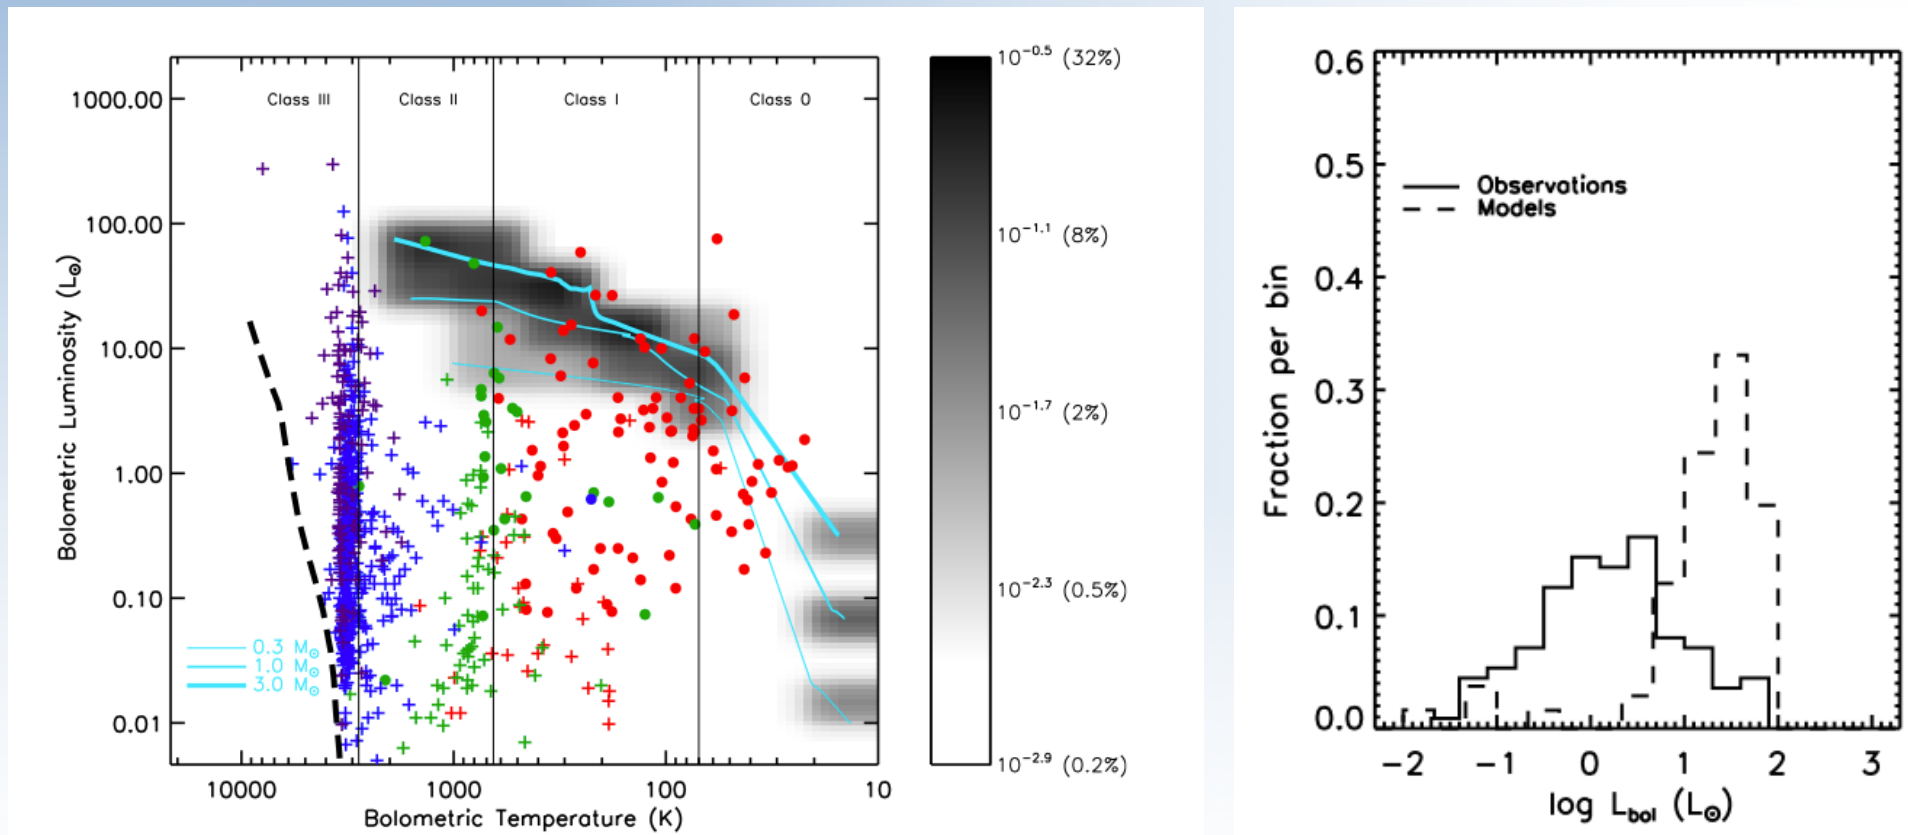 Class III
Class II
Class I
Class 0
1000.00
100.00
10.00
1.00
0.10
0.01
Bolometric Luminosity (L⊙)
0.3 M⊙
1.0 M⊙
3.0 M⊙
10000
1000
100
10
Bolometric Temperature (K)
10^-0.5 (32%)
10^-1.1 (8%)
10^-1.7 (2%)
10^-2.3 (0.5%)
10^-2.9 (0.2%)
0.6
0.5
0.4
0.3
0.2
0.1
0.0
Fraction per bin
Observations
Models
-2
-1
0
1
2
3
log L_bol (L⊙)